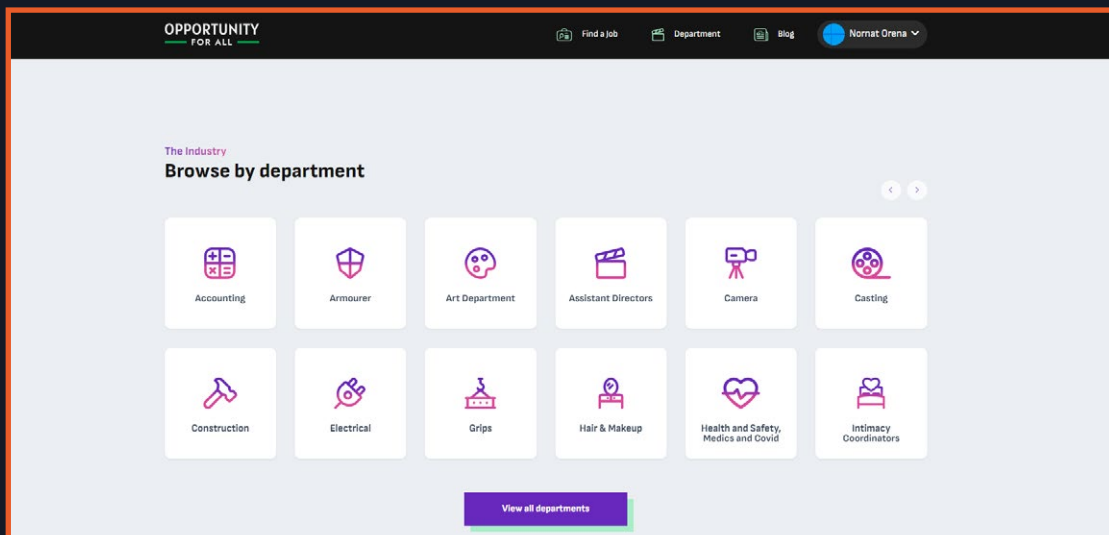 OPPORTUNITY
FOR ALL
Find a Job
Department
Blog
Nornat Orena
The Industry
Browse by department
Accounting
Armourer
Art Department
Assistant Directors
Camera
Casting
Construction
Electrical
Grips
Hair & Makeup
Health and Safety,
Medics and Covid
Intimacy
Coordinators
View all departments